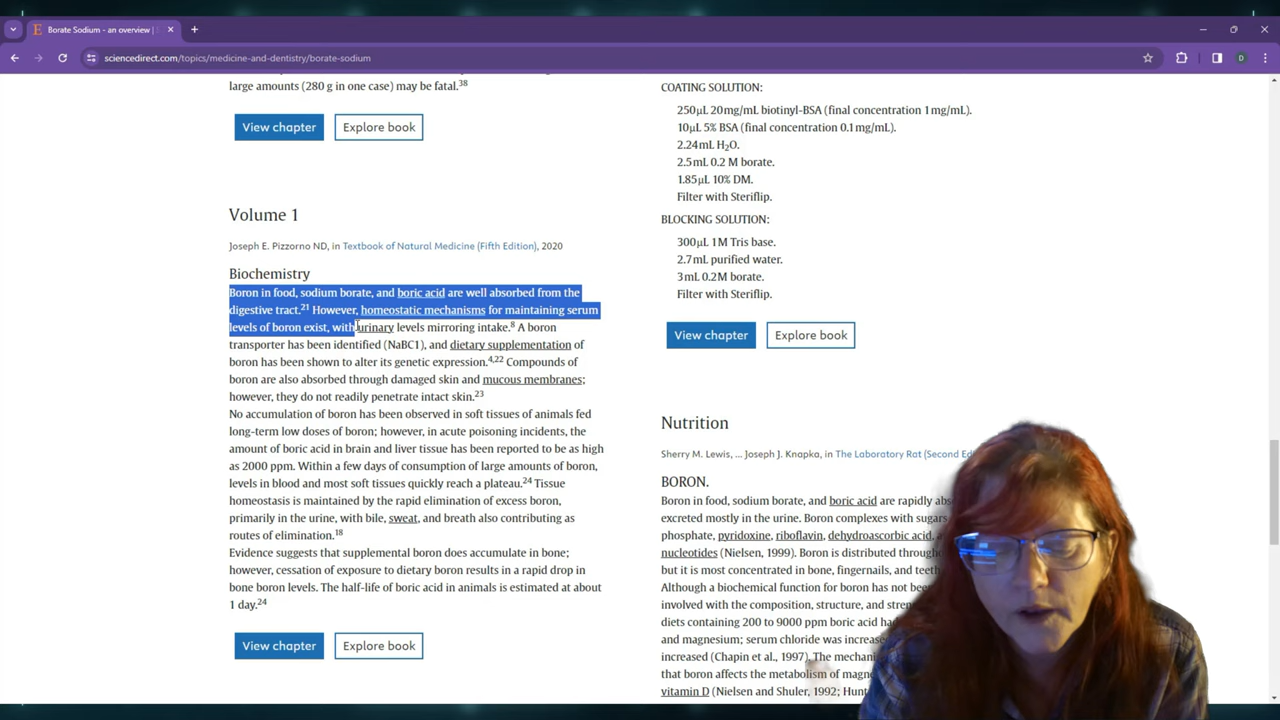 Borate Sodium - an overview |
sciencedirect.com/topics/medicine-and-dentistry/borate-sodium
D
large amounts (280 g in one case) may be fatal.38
View chapter
Explore book
Volume 1
Joseph E. Pizzorno ND, in Textbook of Natural Medicine (Fifth Edition), 2020
Biochemistry
Boron in food, sodium borate, and boric acid are well absorbed from the
digestive tract.21 However, homeostatic mechanisms for maintaining serum
levels of boron exist, with urinary levels mirroring intake.8 A boron
transporter has been identified (NaBC1), and dietary supplementation of
boron has been shown to alter its genetic expression.4,22 Compounds of
boron are also absorbed through damaged skin and mucous membranes;
however, they do not readily penetrate intact skin.23
No accumulation of boron has been observed in soft tissues of animals fed
long-term low doses of boron; however, in acute poisoning incidents, the
amount of boric acid in brain and liver tissue has been reported to be as high
as 2000 ppm. Within a few days of consumption of large amounts of boron,
levels in blood and most soft tissues quickly reach a plateau.24 Tissue
homeostasis is maintained by the rapid elimination of excess boron,
primarily in the urine, with bile, sweat, and breath also contributing as
routes of elimination.18
Evidence suggests that supplemental boron does accumulate in bone;
however, cessation of exposure to dietary boron results in a rapid drop in
bone boron levels. The half-life of boric acid in animals is estimated at about
1 day.24
View chapter
Explore book
COATING SOLUTION:
250μL 20mg/mL biotinyl-BSA (final concentration 1mg/mL).
10μL 5% BSA (final concentration 0.1mg/mL).
2.24mL H2O.
2.5mL 0.2 M borate.
1.85μL 10% DM.
Filter with Steriflip.
BLOCKING SOLUTION:
300μL 1M Tris base.
2.7mL purified water.
3mL 0.2M borate.
Filter with Steriflip.
View chapter
Explore book
Nutrition
Sherry M. Lewis, ... Joseph J. Knapka, in The Laboratory Rat (Second
BORON.
Boron in food, sodium borate, and boric acid are rapidly
excreted mostly in the urine. Boron complexes with sugars
phosphate, pyridoxine, riboflavin, dehydroascorbic acid,
nucleotides (Nielsen, 1999). Boron is distributed
but it is most concentrated in bone, fingernails, and
Although a biochemical function for boron has not
involved with the composition, structure, and
diets containing 200 to 9000 ppm boric acid
and magnesium; serum chloride was
increased (Chapin et al., 1997). The
that boron affects the metabolism of
vitamin D (Nielsen and Shuler, 1992;